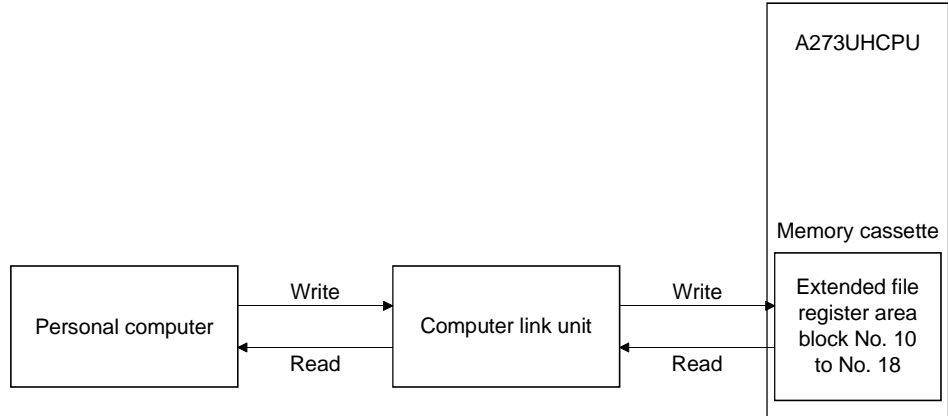 A273UHCPU
Memory cassette
Personal computer
Write
Read
Computer link unit
Write
Read
Extended file
register area
block No. 10
to No. 18